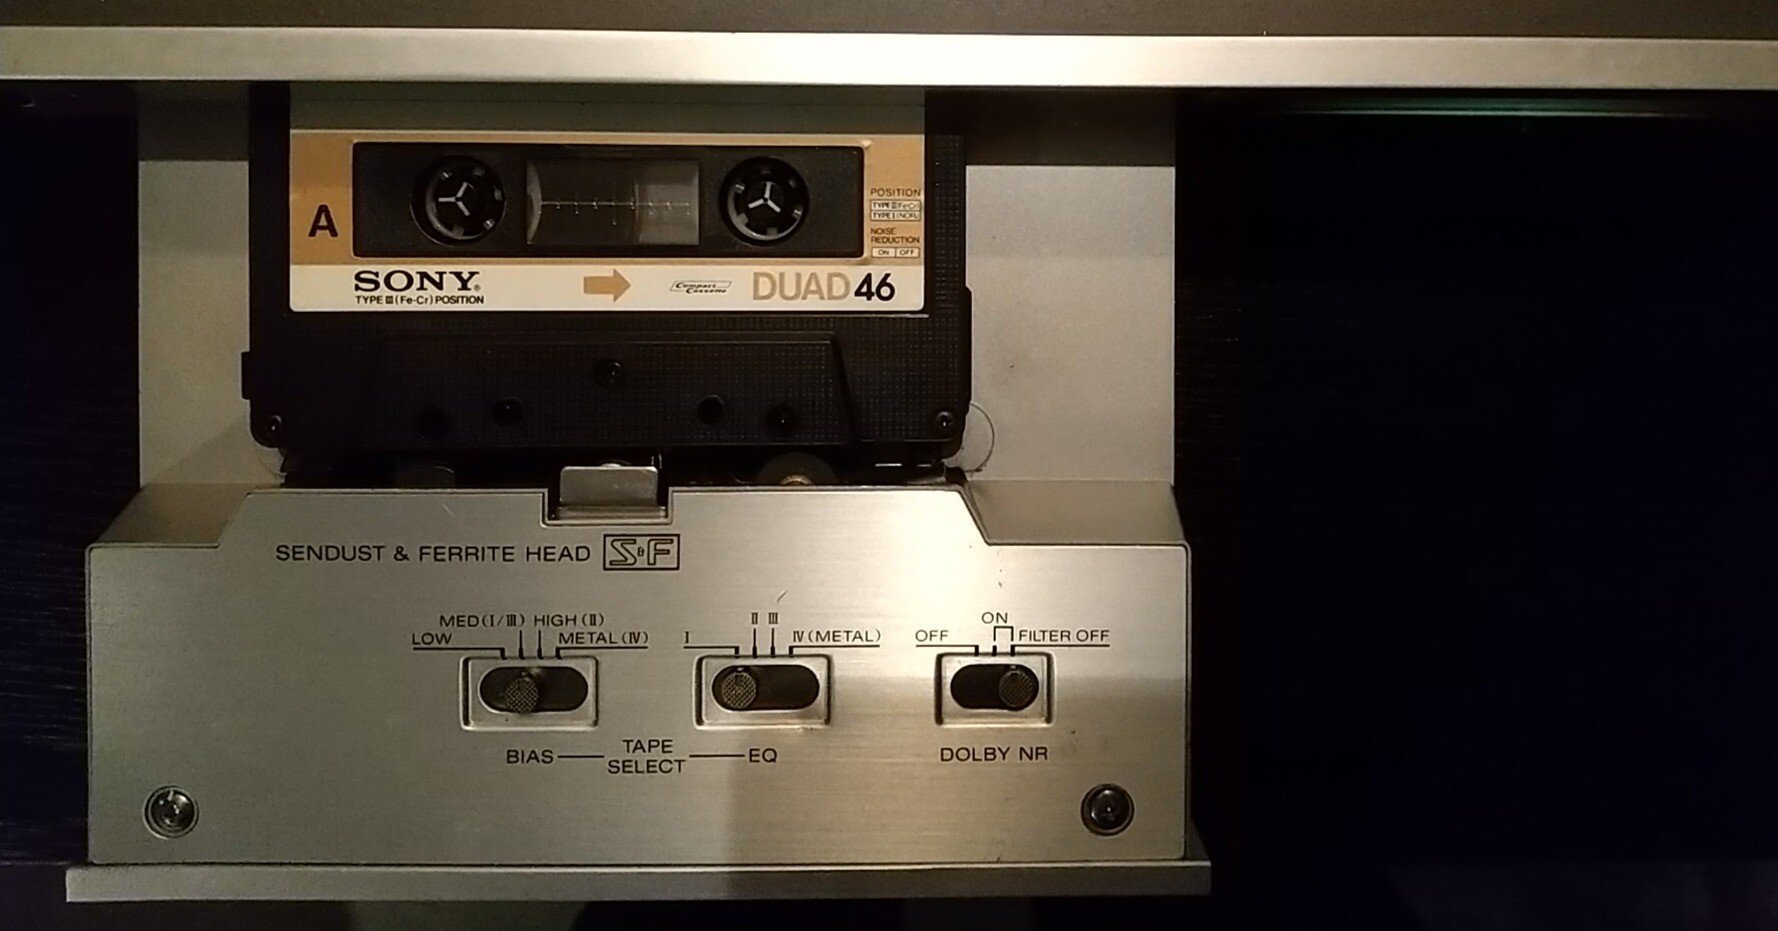 A
POSITION
TYPE Ⅲ(Fe-Cr)
TYPE Ⅰ(NOR)
NOISE
REDUCTION
ON OFF
SONY®
TYPE Ⅲ(Fe-Cr) POSITION
Compact
Cassette
DUAD 46
SENDUST & FERRITE HEAD S&F
MED(Ⅰ/Ⅲ) HIGH(Ⅱ)
LOW METAL(Ⅳ)
Ⅱ Ⅲ
Ⅰ Ⅳ(METAL)
ON
OFF FILTER OFF
BIAS TAPE SELECT EQ
DOLBY NR